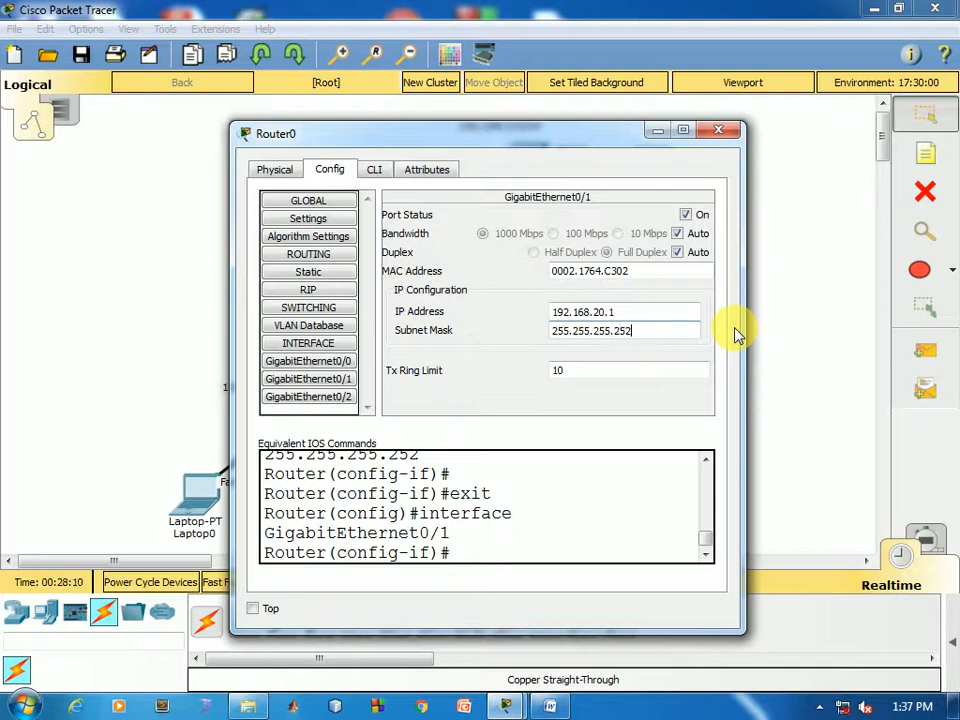 Cisco Packet Tracer
File Edit Options View Tools Extensions Help
Logical Back [Root] New Cluster Move Object Set Tiled Background Viewport Environment: 17:30:00
Router0
Physical Config CLI Attributes
GLOBAL
Settings
Algorithm Settings
ROUTING
Static
RIP
SWITCHING
VLAN Database
INTERFACE
GigabitEthernet0/0
GigabitEthernet0/1
GigabitEthernet0/2
GigabitEthernet0/1
Port Status On
Bandwidth 1000 Mbps 100 Mbps 10 Mbps Auto
Duplex Half Duplex Full Duplex Auto
MAC Address 0002.1764.C302
IP Configuration
IP Address 192.168.20.1
Subnet Mask 255.255.255.252
Tx Ring Limit 10
Equivalent IOS Commands
255.255.255.252
Router(config-if)#
Router(config-if)#exit
Router(config)#interface
GigabitEthernet0/1
Router(config-if)#
Top
Fa
Laptop-PT
Laptop0
Time: 00:28:10 Power Cycle Devices Fast F Realtime
Copper Straight-Through
1:37 PM